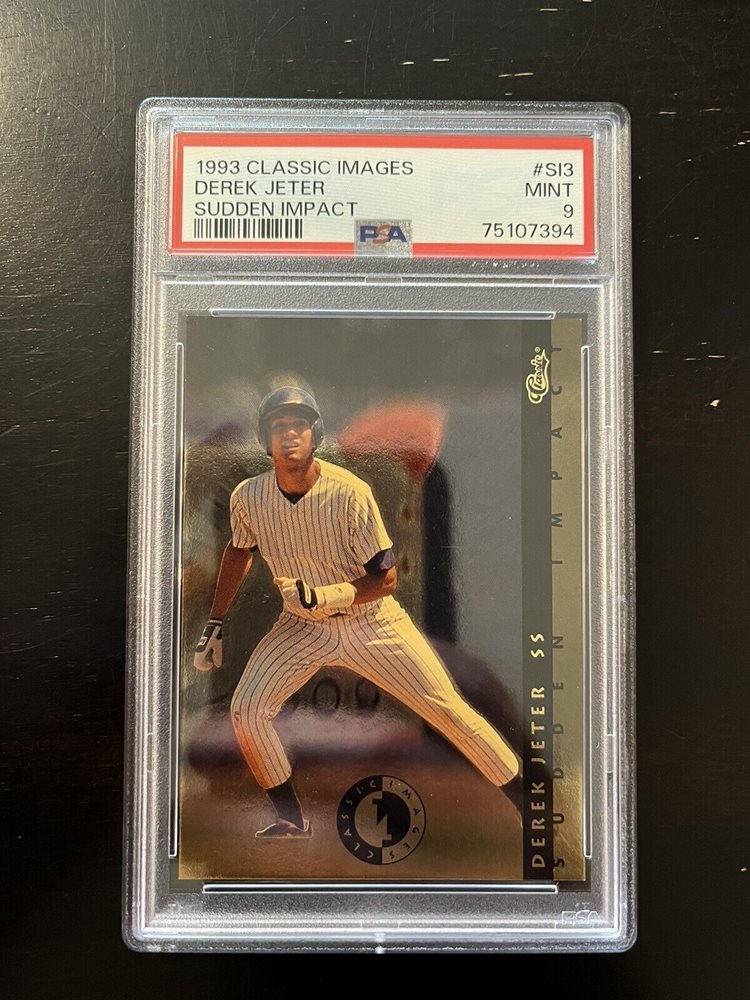 1993 CLASSIC IMAGES #SI3
DEREK JETER MINT
SUDDEN IMPACT 9
PSA 75107394
Classic®
SUDDEN IMPACT
DEREK JETER SS
CLASSIC IMAGES
PSA